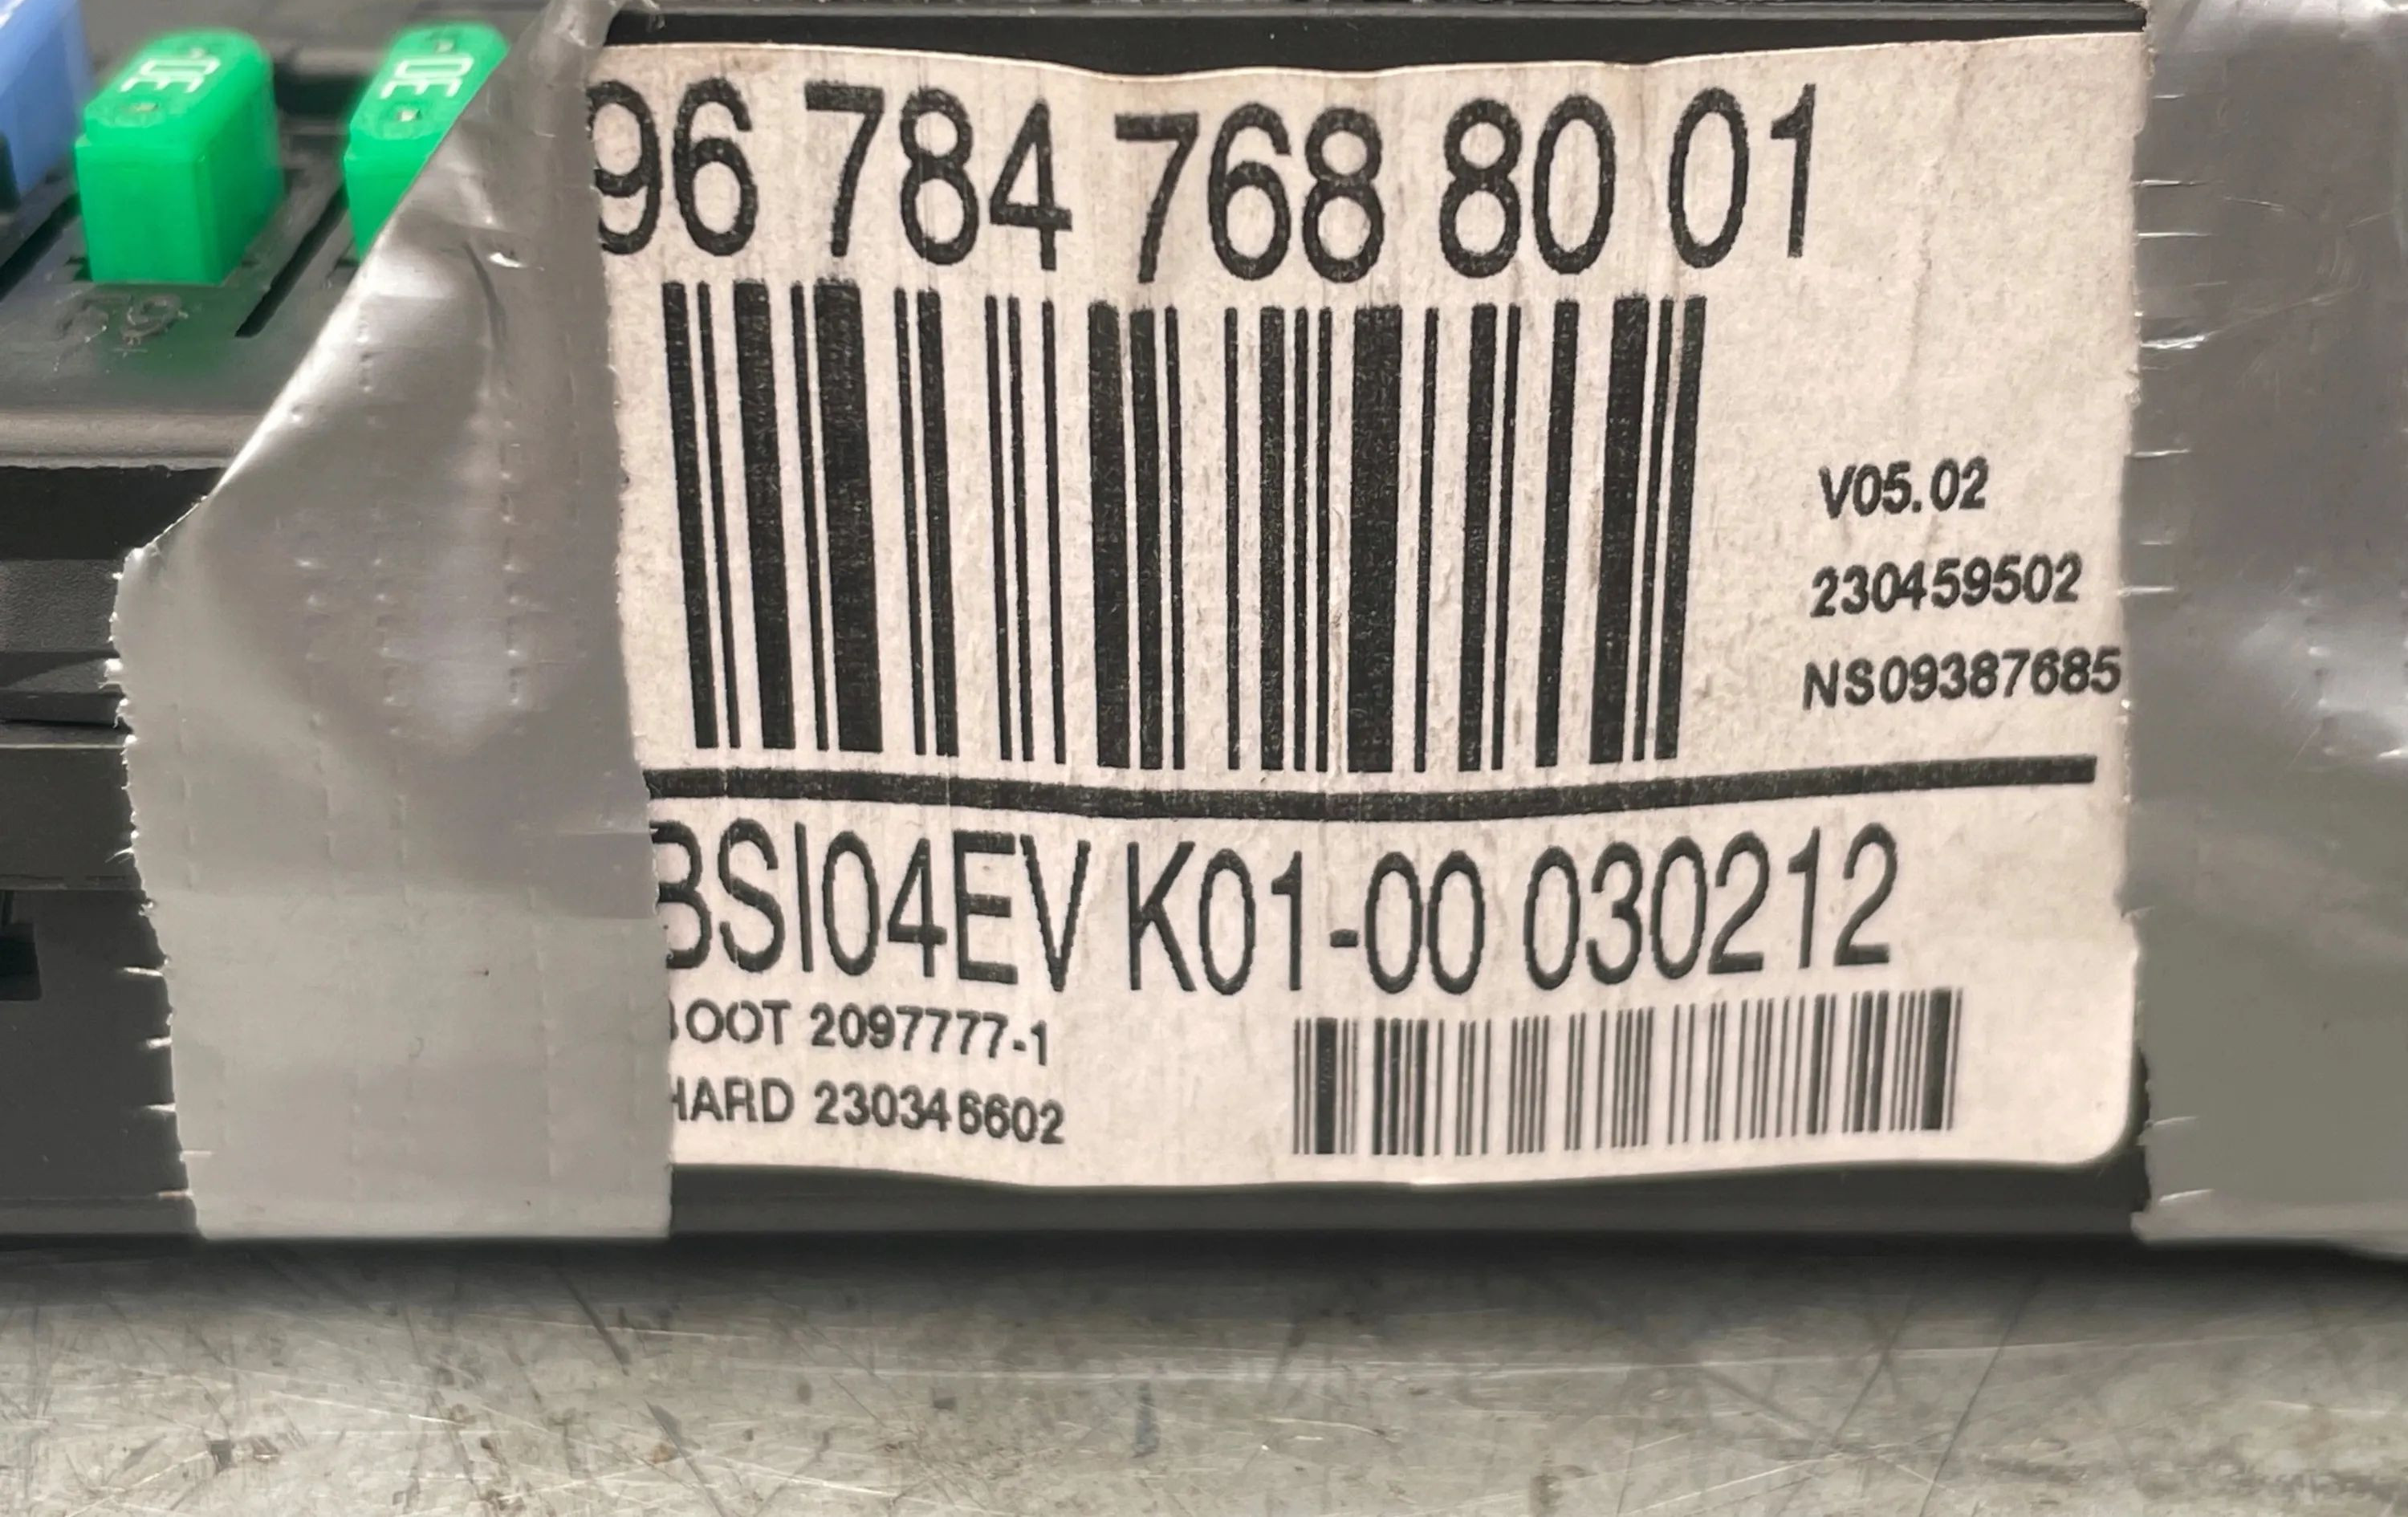 96 784 768 80 01
V05.02
230459502
NS09387685
BSI04EV K01-00 030212
BOOT 2097777-1
HARD 230346602